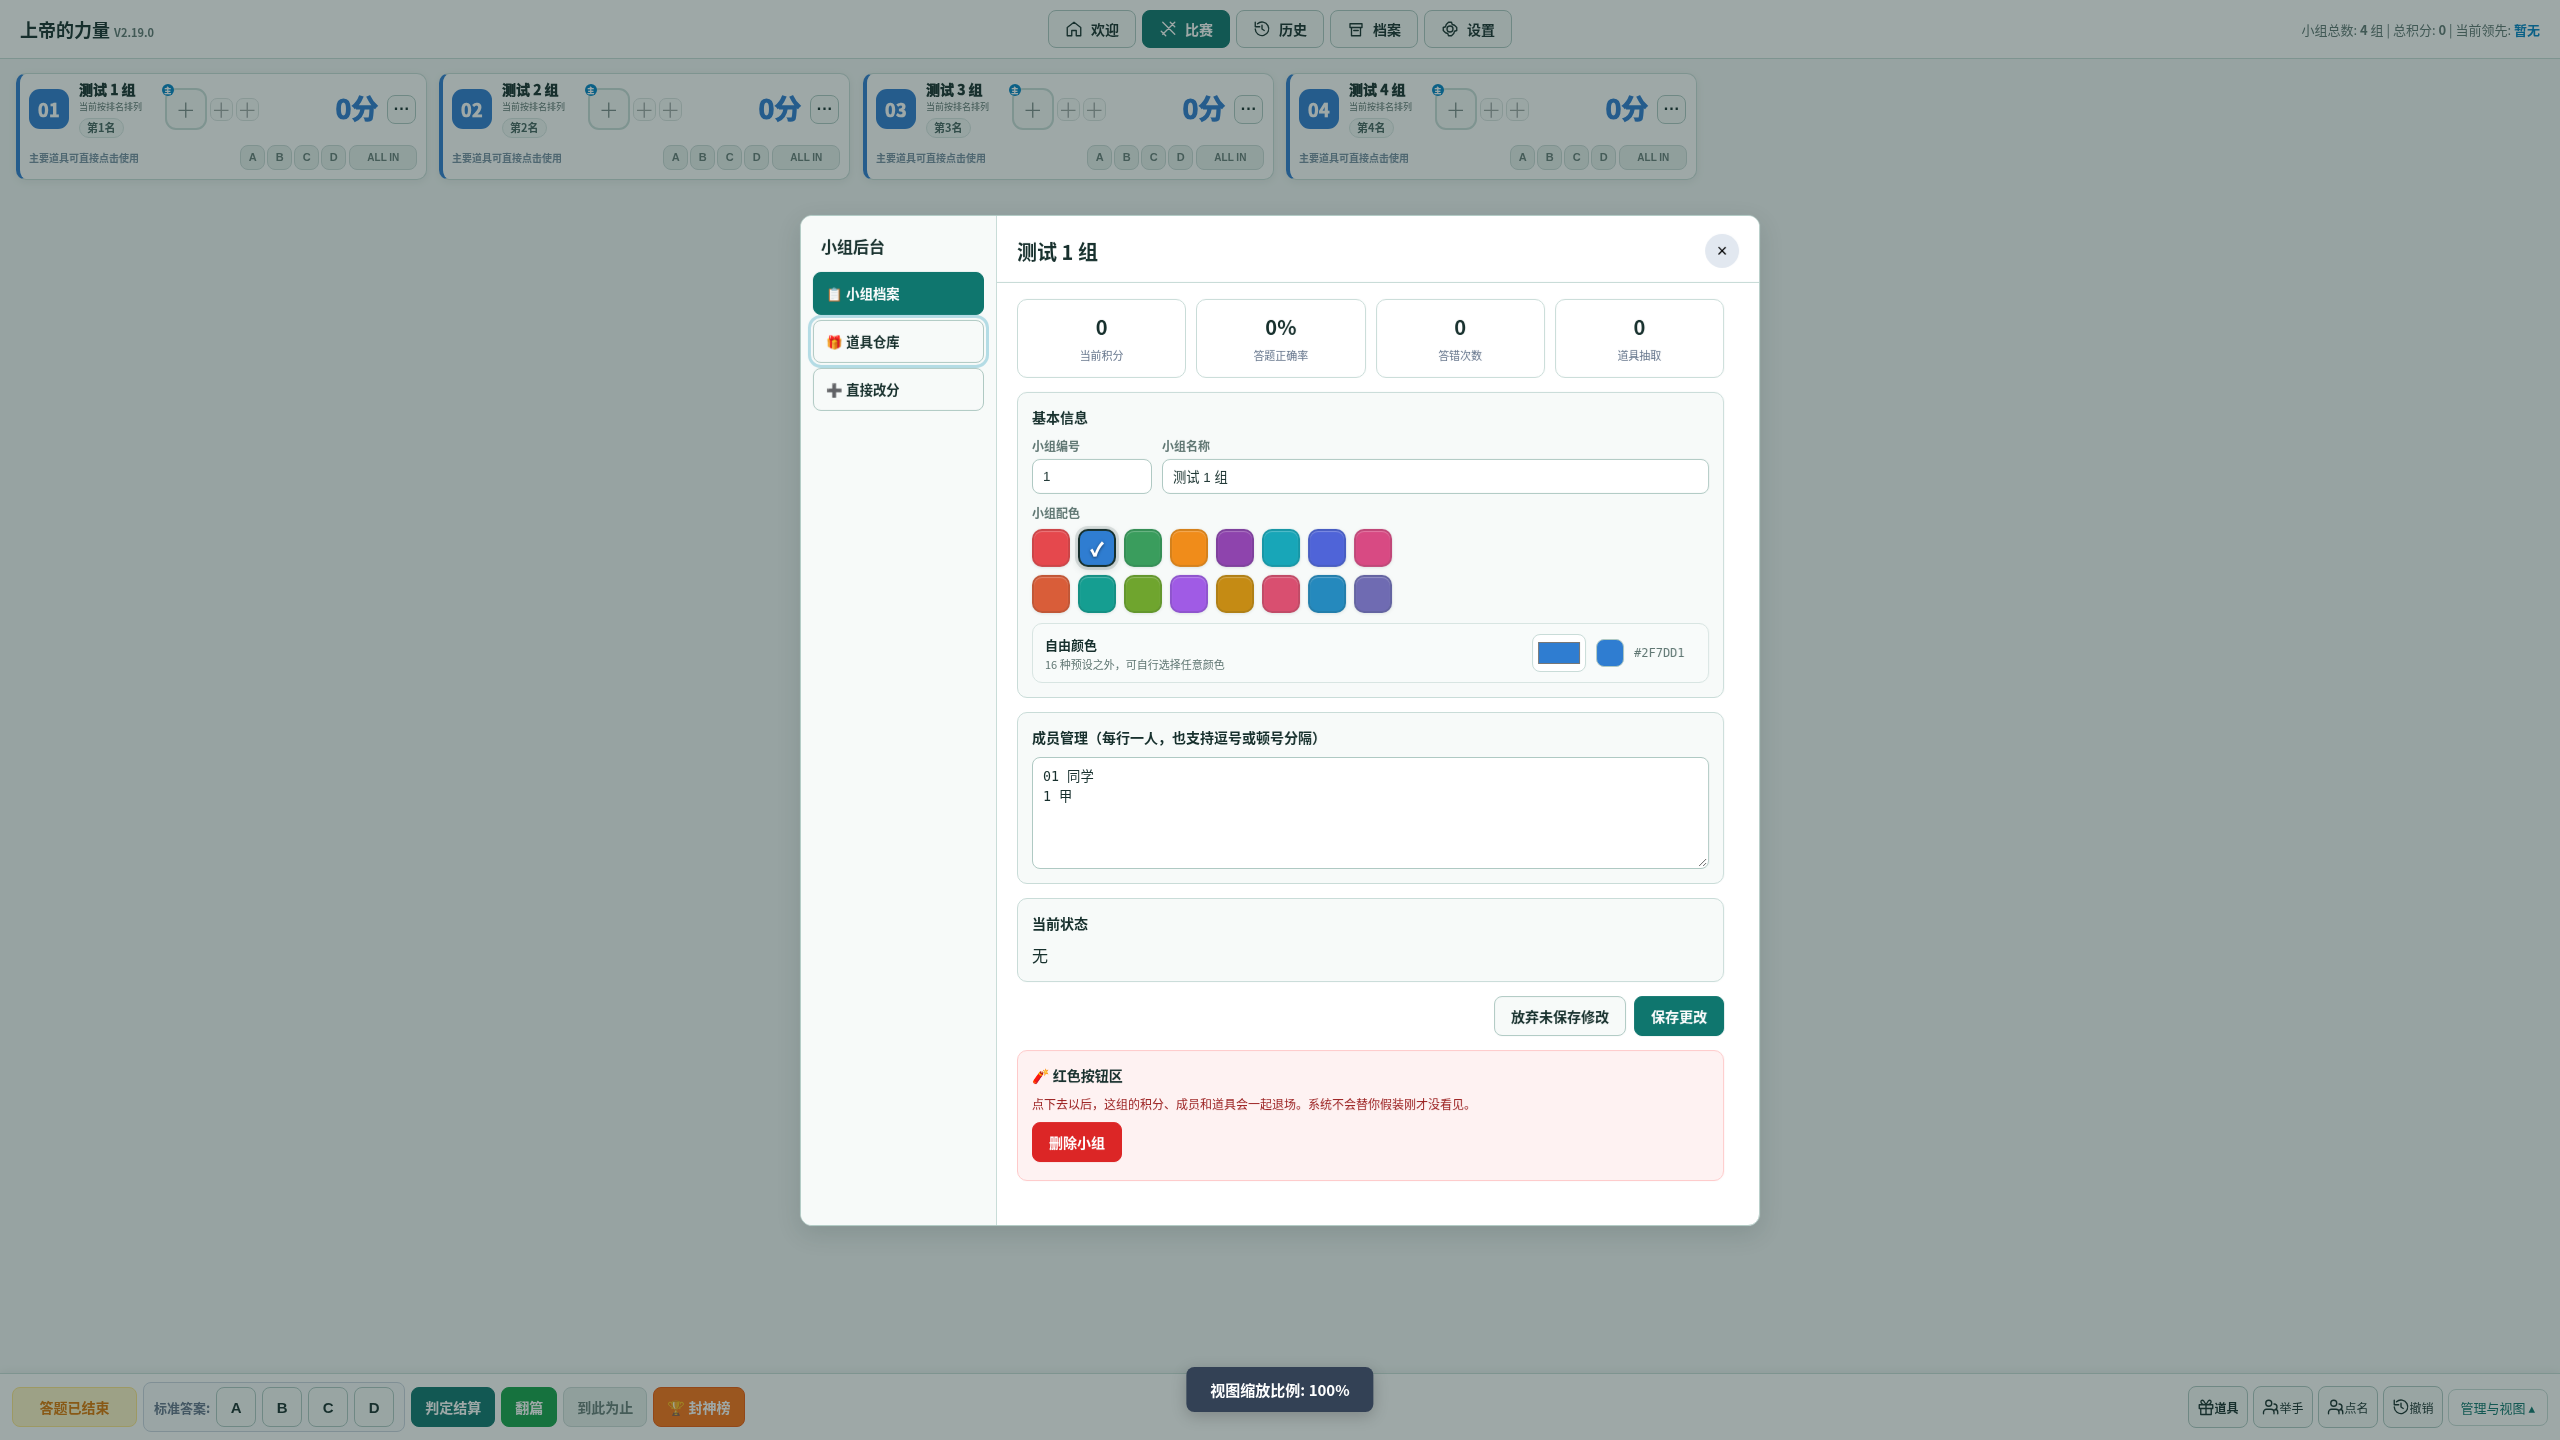 上帝的力量 V2.19.0
欢迎
比赛
历史
档案
设置
小组总数: 4 组 | 总积分: 0 | 当前领先: 暂无
01
测试 1 组
当前按排名排列
第1名
主
0分
主要道具可直接点击使用
A B C D ALL IN
02
测试 2 组
当前按排名排列
第2名
主
0分
主要道具可直接点击使用
A B C D ALL IN
03
测试 3 组
当前按排名排列
第3名
主
0分
主要道具可直接点击使用
A B C D ALL IN
04
测试 4 组
当前按排名排列
第4名
主
0分
主要道具可直接点击使用
A B C D ALL IN
小组后台
小组档案
道具仓库
直接改分
测试 1 组
0
当前积分
0%
答题正确率
0
答错次数
0
道具抽取
基本信息
小组编号
小组名称
1
测试 1 组
小组配色
自由颜色
16 种预设之外，可自行选择任意颜色
#2F7DD1
成员管理（每行一人，也支持逗号或顿号分隔）
01 同学
1 甲
当前状态
无
放弃未保存修改
保存更改
红色按钮区
点下去以后，这组的积分、成员和道具会一起退场。系统不会替你假装刚才没看见。
删除小组
答题已结束
标准答案: A B C D
判定结算
翻篇
到此为止
封神榜
视图缩放比例: 100%
道具
举手
点名
撤销
管理与视图 ▴